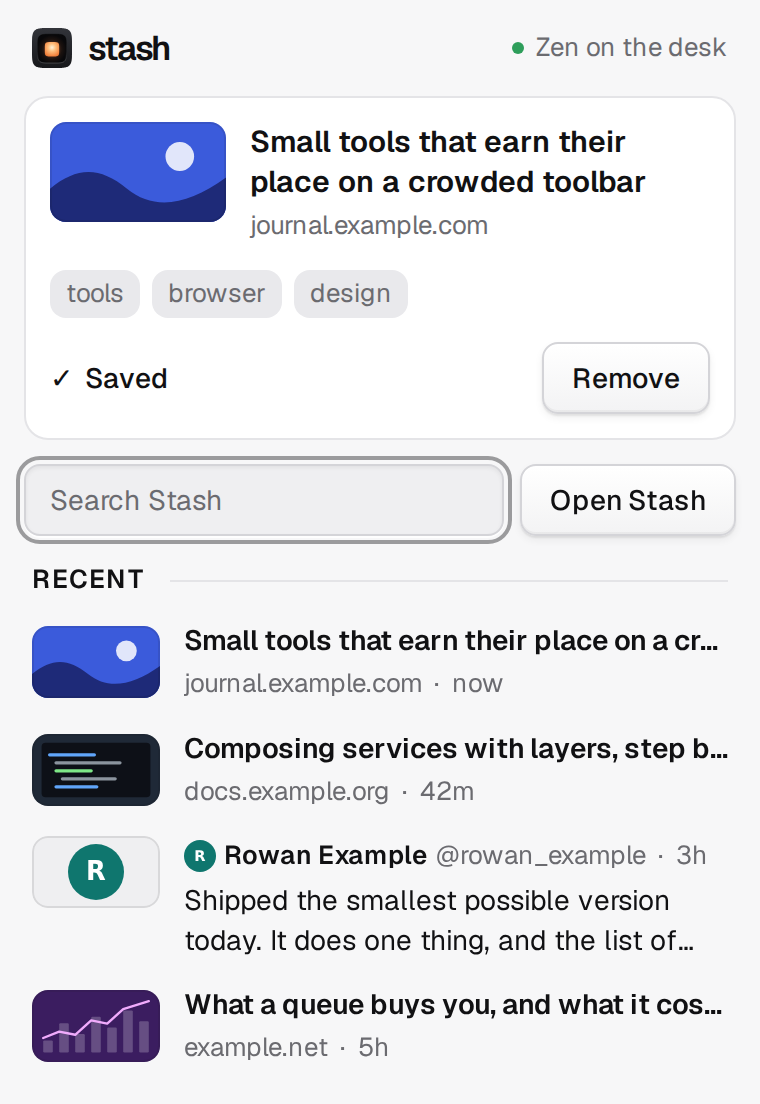 stash
Zen on the desk
Small tools that earn their
place on a crowded toolbar
journal.example.com
tools browser design
✓ Saved
Remove
Search Stash
Open Stash
RECENT
Small tools that earn their place on a cr…
journal.example.com · now
Composing services with layers, step b…
docs.example.org · 42m
R
R Rowan Example @rowan_example · 3h
Shipped the smallest possible version
today. It does one thing, and the list of…
What a queue buys you, and what it cos…
example.net · 5h